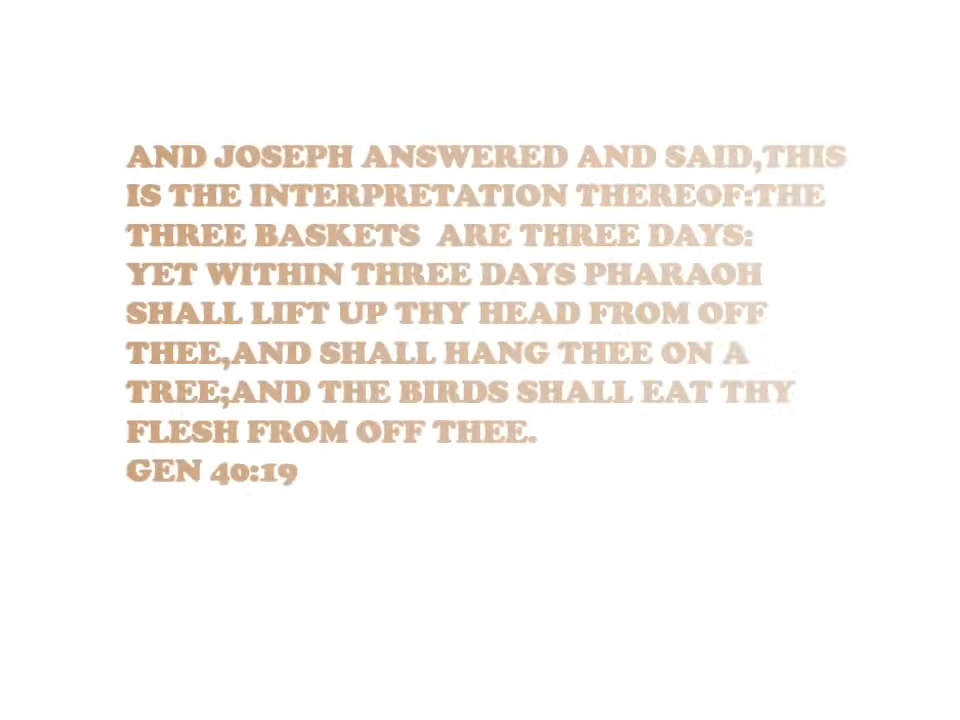 AND JOSEPH ANSWERED AND SAID,THIS
IS THE INTERPRETATION THEREOF:THE
THREE BASKETS  ARE THREE DAYS:
YET WITHIN THREE DAYS PHARAOH
SHALL LIFT UP THY HEAD FROM OFF
THEE,AND SHALL HANG THEE ON A
TREE;AND THE BIRDS SHALL EAT THY
FLESH FROM OFF THEE.
GEN 40:19